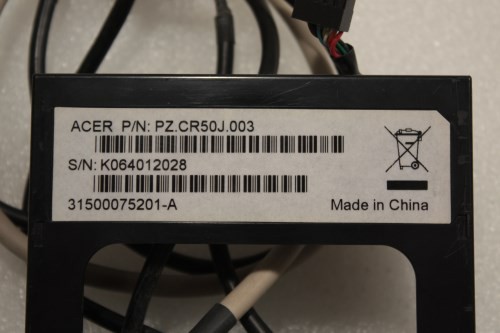 ACER P/N: PZ.CR50J.003
S/N: K064012028
31500075201-A
Made in China